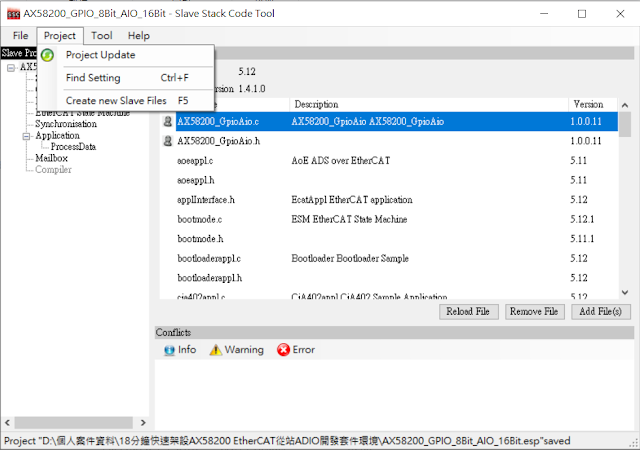 AX58200_GPIO_8Bit_AIO_16Bit - Slave Stack Code Tool
File Project Tool Help
Slave Pro
Project Update
Find Setting Ctrl+F
Create new Slave Files F5
AX5
5.12
ersion 1.4.1.0
Description Version
AX58200_GpioAio.c AX58200_GpioAio AX58200_GpioAio 1.0.0.11
AX58200_GpioAio.h 1.0.0.11
EtherCAT State Machine
Synchronisation
Application
ProcessData
Mailbox
Compiler
aoeappl.c AoE ADS over EtherCAT 5.11
aoeappl.h 5.11
applInterface.h EcatAppl EtherCAT application 5.12
bootmode.c ESM EtherCAT State Machine 5.12.1
bootmode.h 5.11.1
bootloaderappl.c Bootloader Bootloader Sample 5.12
bootloaderappl.h 5.12
cia402appl.c CiA402appl CiA402 Sample Application 5.12
Reload File Remove File Add File(s)
Conflicts
Info Warning Error
Project "D:\個人案件資料\18分鐘快速架設AX58200 EtherCAT從站ADIO開發套件環境\AX58200_GPIO_8Bit_AIO_16Bit.esp"saved